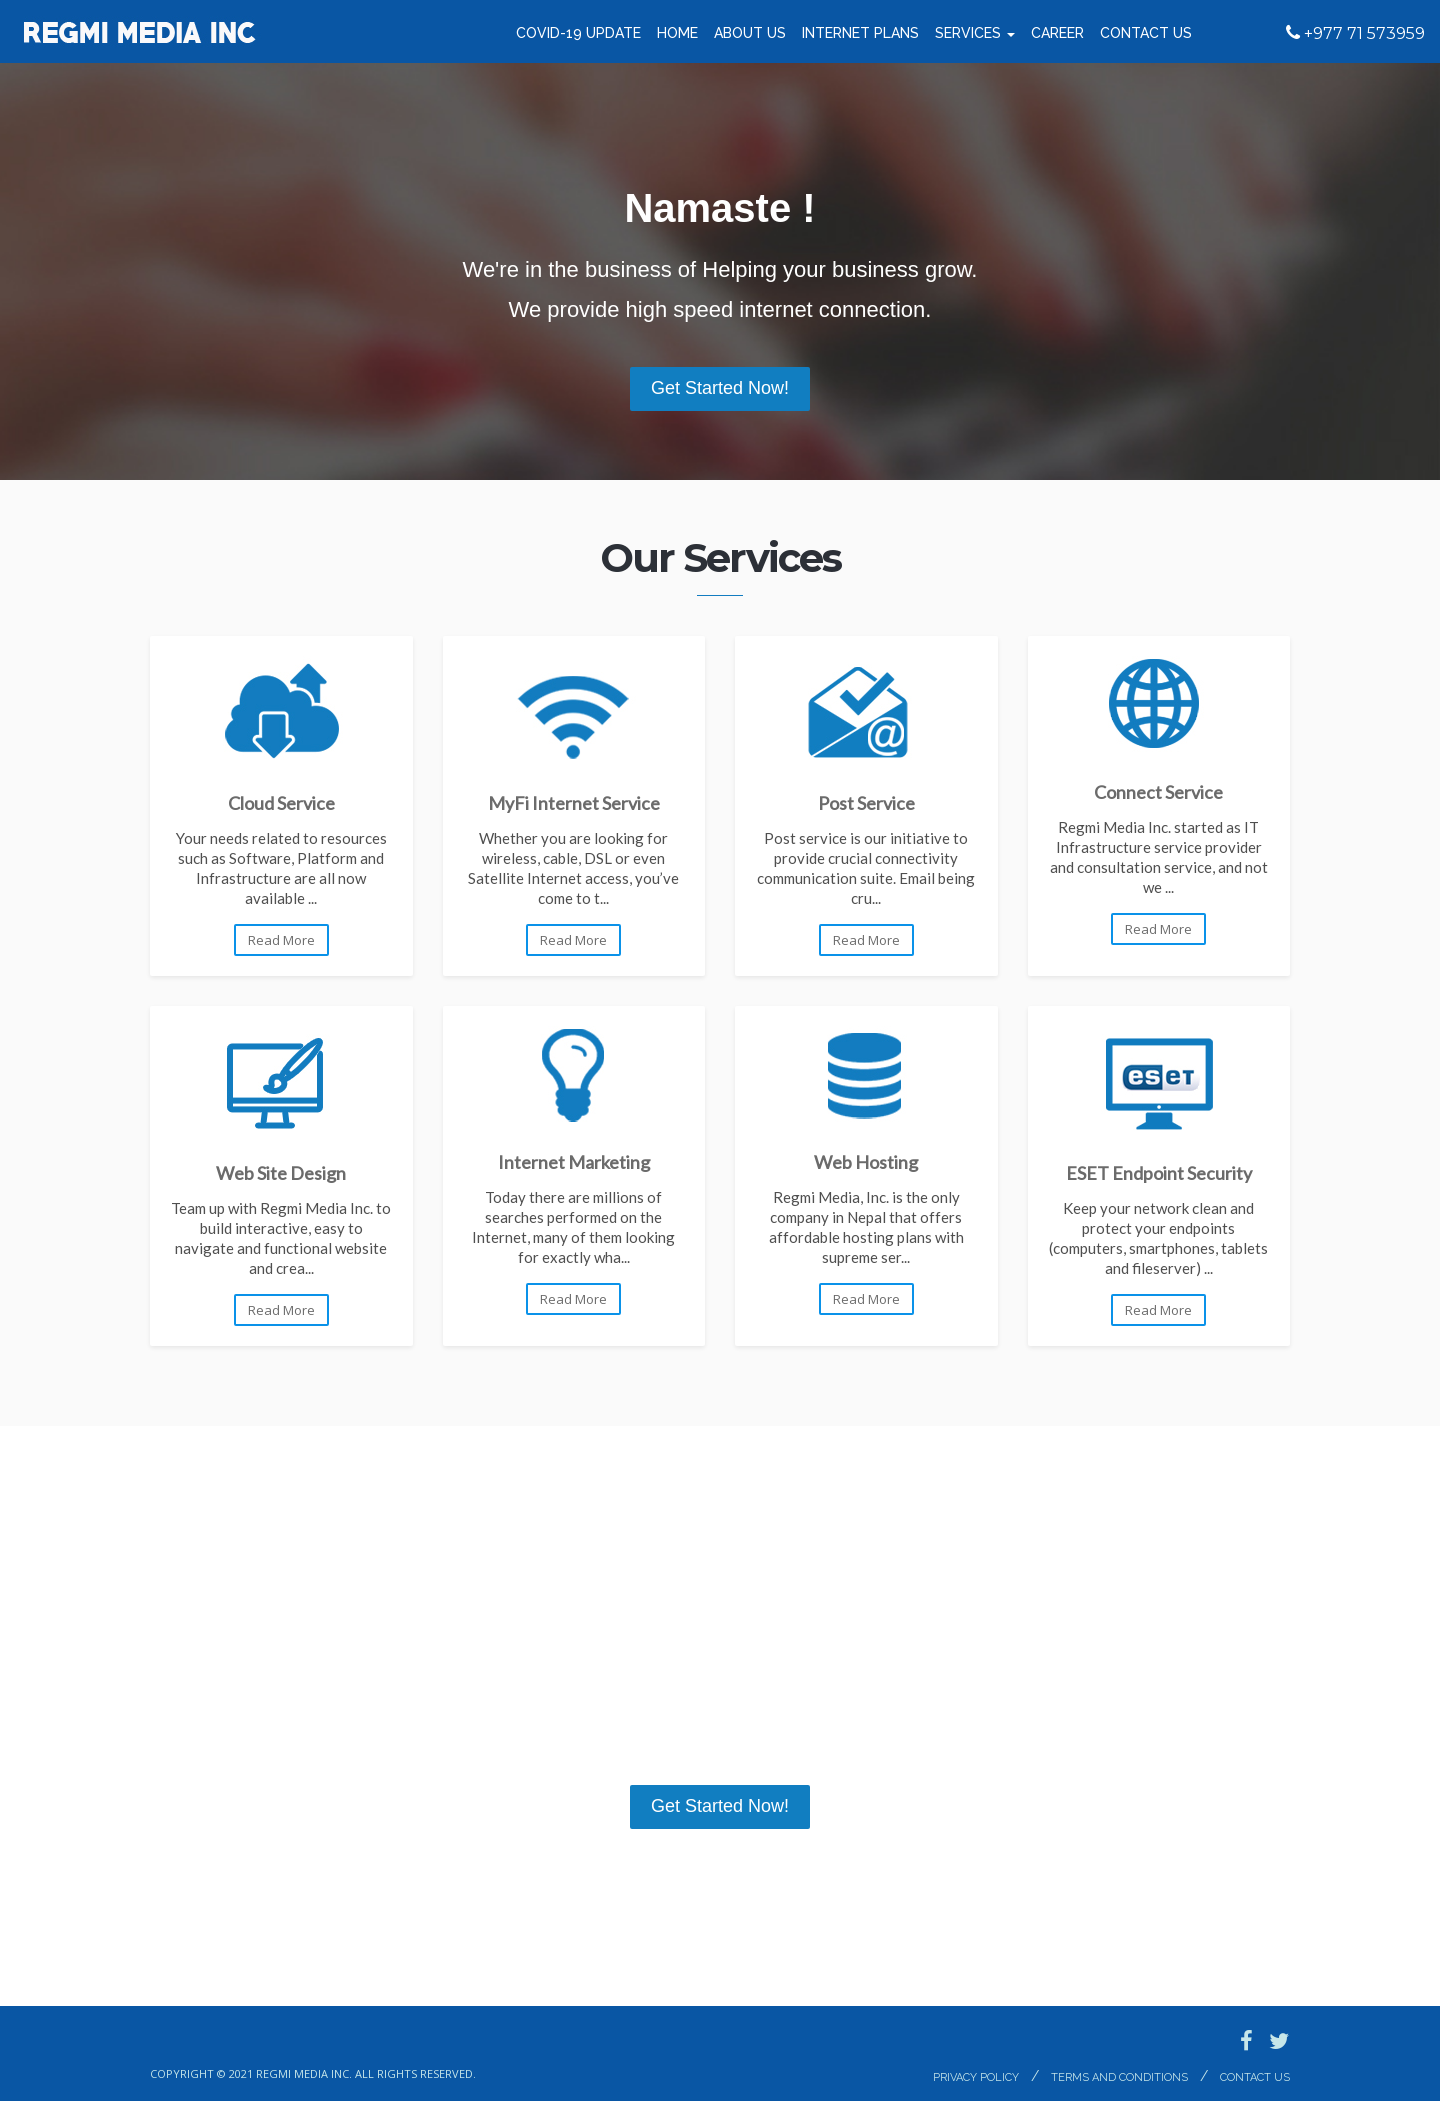 REGMI MEDIA INC
COVID-19 UPDATE HOME ABOUT US INTERNET PLANS SERVICES CAREER CONTACT US
+977 71 573959
Namaste !
We're in the business of Helping your business grow.
We provide high speed internet connection.
Get Started Now!
Our Services
Cloud Service
Your needs related to resources
such as Software, Platform and
Infrastructure are all now
available ...
Read More
MyFi Internet Service
Whether you are looking for
wireless, cable, DSL or even
Satellite Internet access, you've
come to t...
Read More
@
Post Service
Post service is our initiative to
provide crucial connectivity
communication suite. Email being
cru...
Read More
Connect Service
Regmi Media Inc. started as IT
Infrastructure service provider
and consultation service, and not
we ...
Read More
Web Site Design
Team up with Regmi Media Inc. to
build interactive, easy to
navigate and functional website
and crea...
Read More
Internet Marketing
Today there are millions of
searches performed on the
Internet, many of them looking
for exactly wha...
Read More
Web Hosting
Regmi Media, Inc. is the only
company in Nepal that offers
affordable hosting plans with
supreme ser...
Read More
eSeT
ESET Endpoint Security
Keep your network clean and
protect your endpoints
(computers, smartphones, tablets
and fileserver) ...
Read More
Get Started Now!
COPYRIGHT © 2021 REGMI MEDIA INC. ALL RIGHTS RESERVED.
PRIVACY POLICY / TERMS AND CONDITIONS / CONTACT US